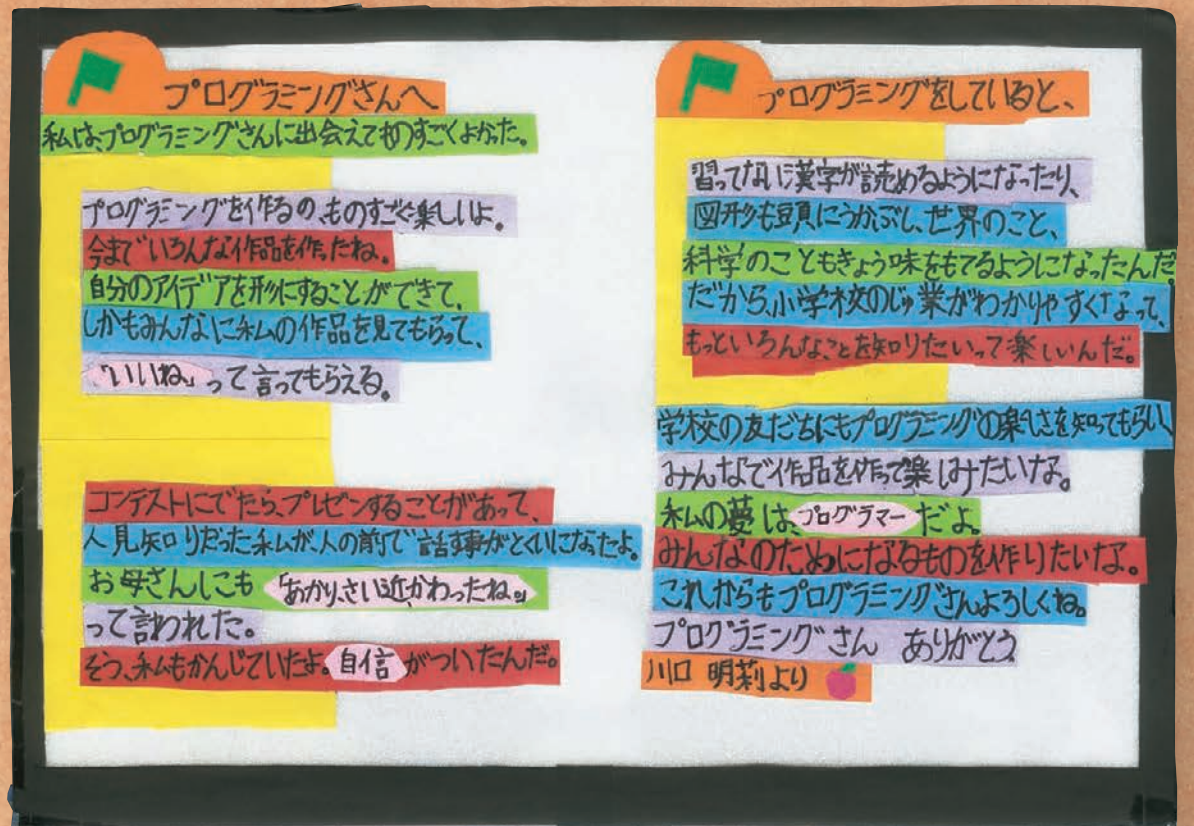 プログラミングさんへ
私は、プログラミングさんに出会えてものすごくよかった。
プログラミングを作るの、ものすごく楽しいよ。
今までいろんな作品を作ったね。
自分のアイデアを形にすることができて、
しかもみんなに私の作品を見てもらって、
「いいね」って言ってもらえる。
コンテストにでたら、プレゼンすることがあって、
人見知りだった私が、人の前で話す事がとくいになったよ。
お母さんにも「あかり、さい近かわったね。」
って言われた。
そう、私もかんじていたよ。自信がついたんだ。
プログラミングをしていると、
習ってない漢字が読めるようになったり、
図形も頭にうかぶし、世界のこと、
科学のこともきょう味をもてるようになったんだ。
だから、小学校のじゅ業がわかりやすくなって、
もっといろんなことを知りたいって楽しいんだ。
学校の友だちにもプログラミングの楽しさを知ってもらい、
みんなで作品を作って楽しみたいな。
私の夢は、プログラマーだよ。
みんなのためになるものを作りたいな。
これからもプログラミングさんよろしくね。
プログラミングさん ありがとう
川口 明莉より